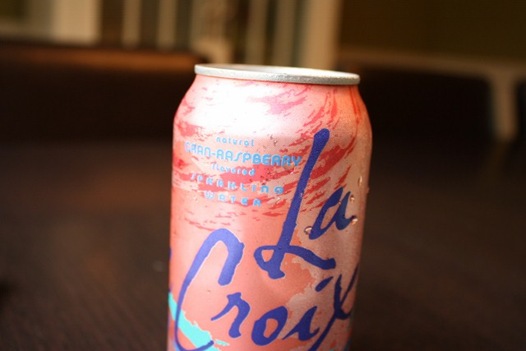 natural
CRAN-RASPBERRY
flavored
SPARKLING
WATER
La
Croix